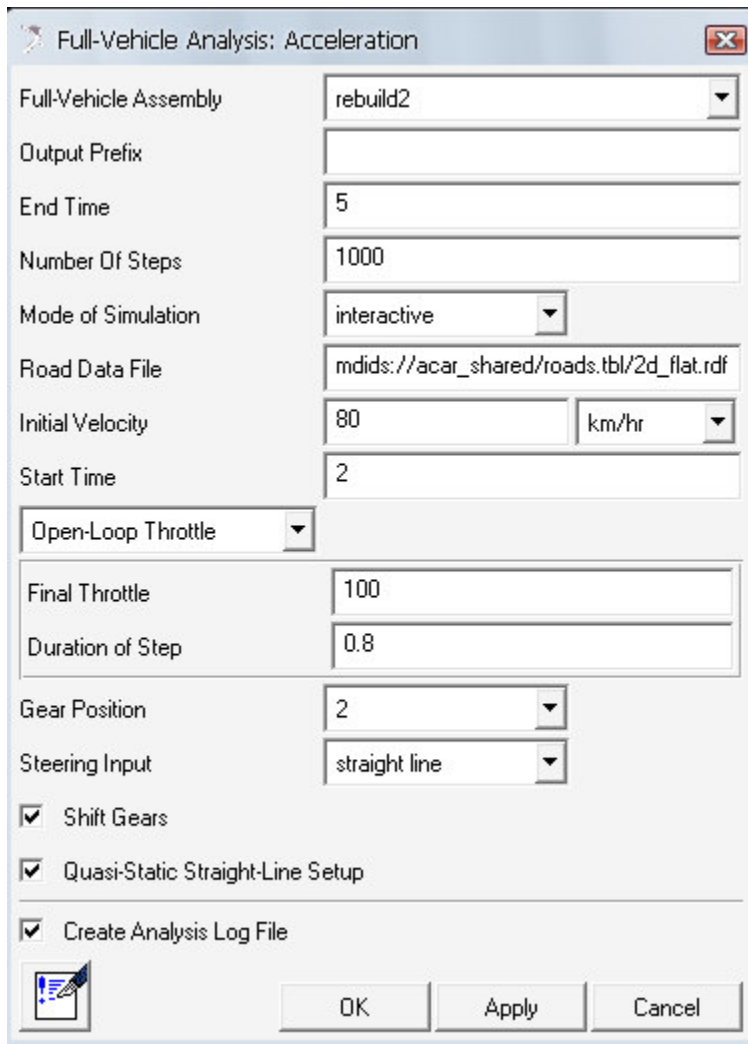 Full-Vehicle Analysis: Acceleration
Full-Vehicle Assembly rebuild2
Output Prefix
End Time 5
Number Of Steps 1000
Mode of Simulation interactive
Road Data File mdids://acar_shared/roads.tbl/2d_flat.rdf
Initial Velocity 80 km/hr
Start Time 2
Open-Loop Throttle
Final Throttle 100
Duration of Step 0.8
Gear Position 2
Steering Input straight line
Shift Gears
Quasi-Static Straight-Line Setup
Create Analysis Log File
OK Apply Cancel